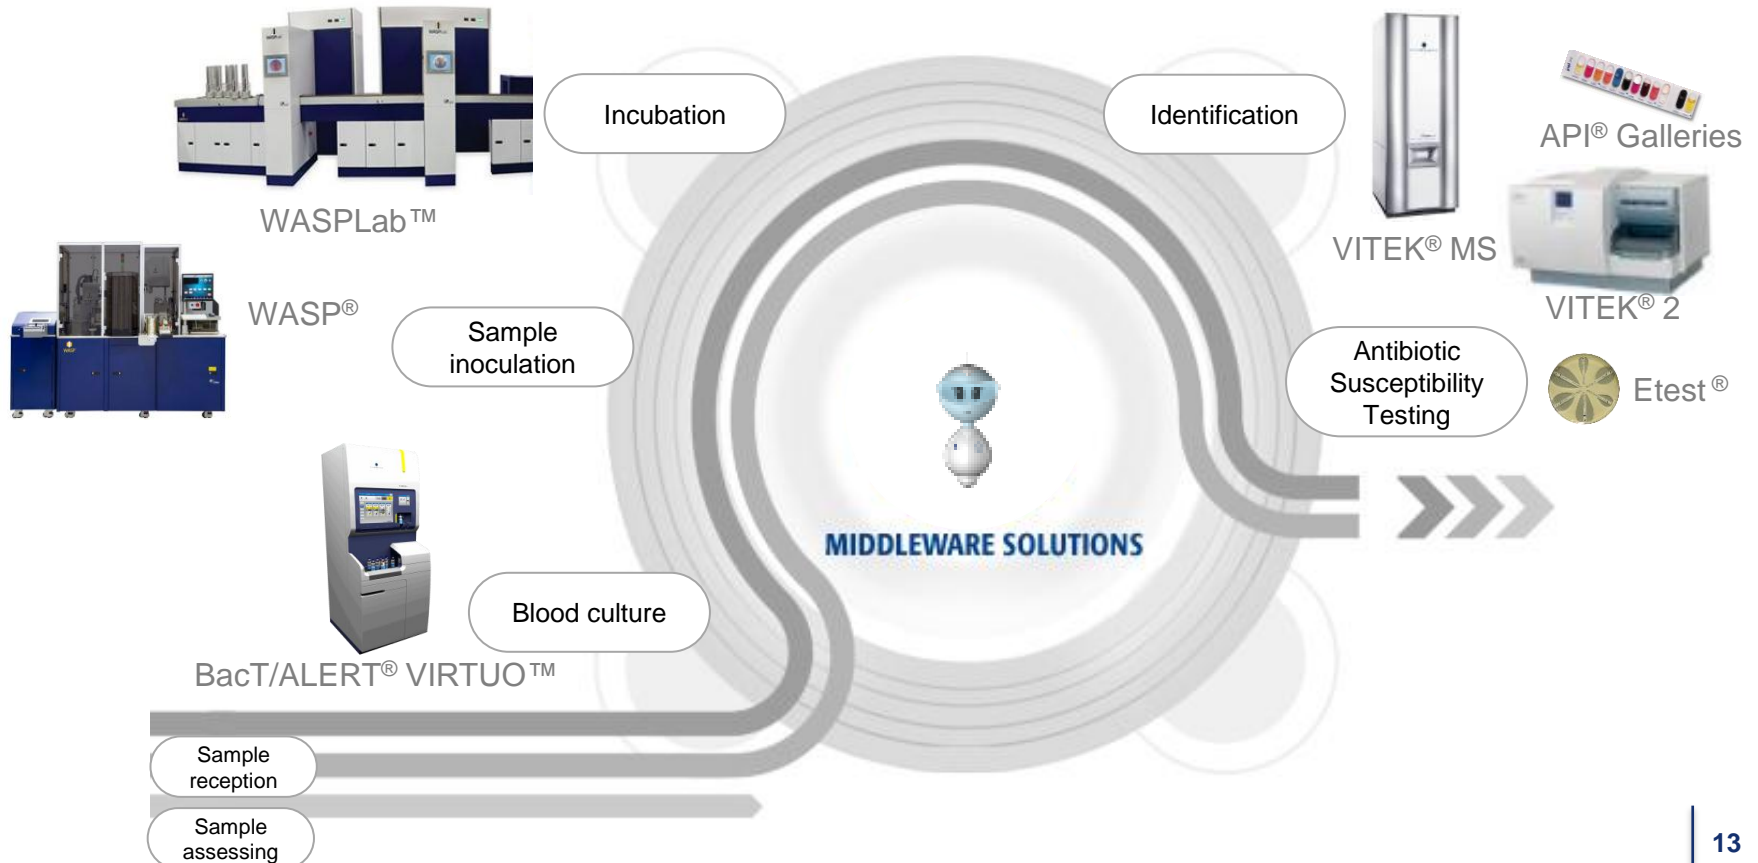 Incubation
Identification
API® Galleries
WASPLab™
VITEK® MS
WASP®
VITEK® 2
Sample
inoculation
Antibiotic
Susceptibility
Testing
Etest ®
MIDDLEWARE SOLUTIONS
Blood culture
BacT/ALERT® VIRTUO™
Sample
reception
Sample
assessing
13